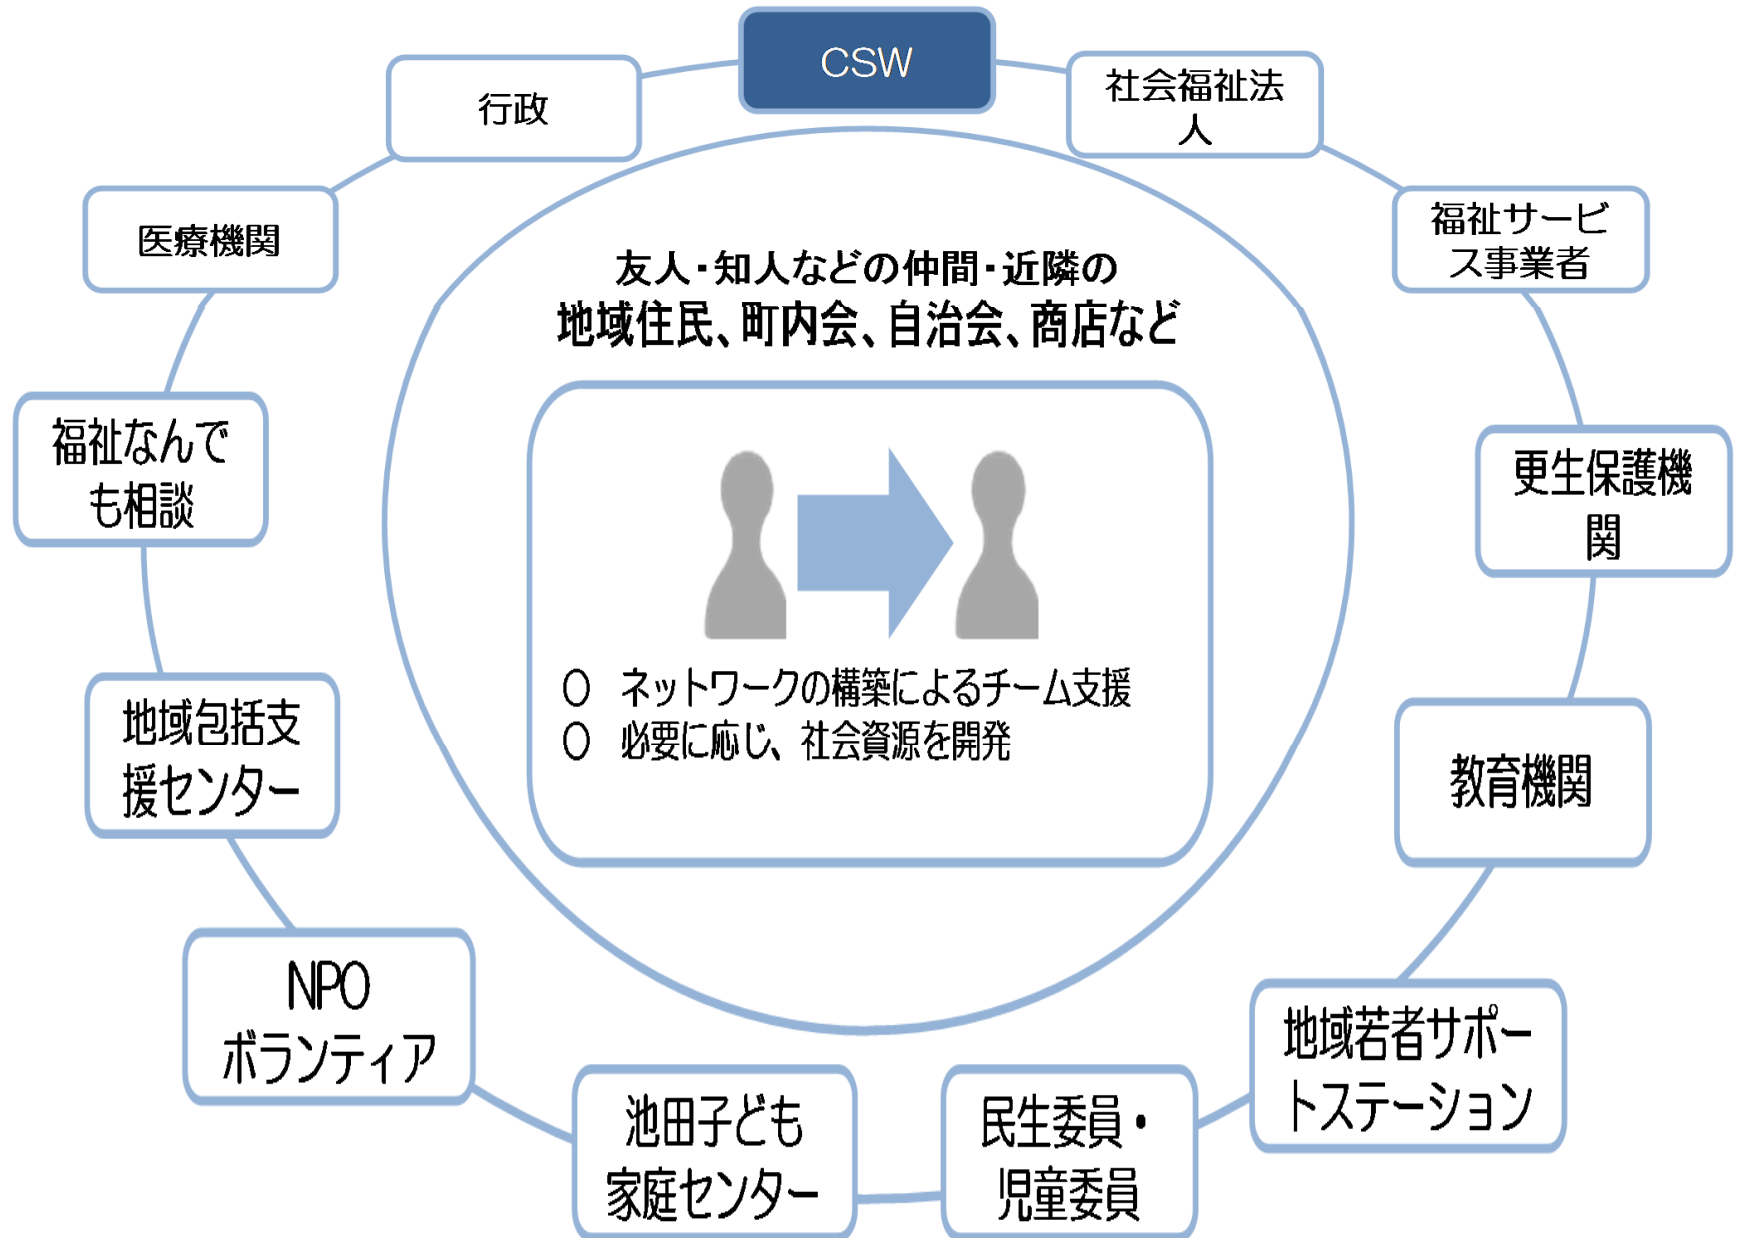 CSW
行政
社会福祉法
人
医療機関
福祉サービ
ス事業者
友人・知人などの仲間・近隣の
地域住民、町内会、自治会、商店など
福祉なんで
も相談
更生保護機
関
○ ネットワークの構築によるチーム支援
○ 必要に応じ、社会資源を開発
地域包括支
援センター
教育機関
NPO
ボランティア
地域若者サポー
トステーション
池田子ども
家庭センター
民生委員・
児童委員